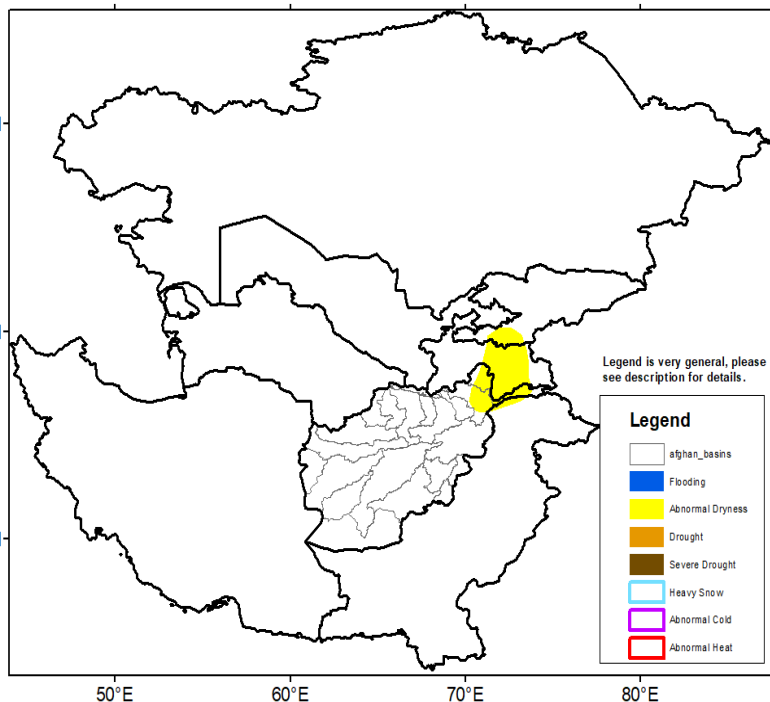 Legend is very general, please
see description for details.
Legend
afghan_basins
Flooding
Abnormal Dryness
Drought
Severe Drought
Heavy Snow
Abnormal Cold
Abnormal Heat
50°E
60°E
70°E
80°E